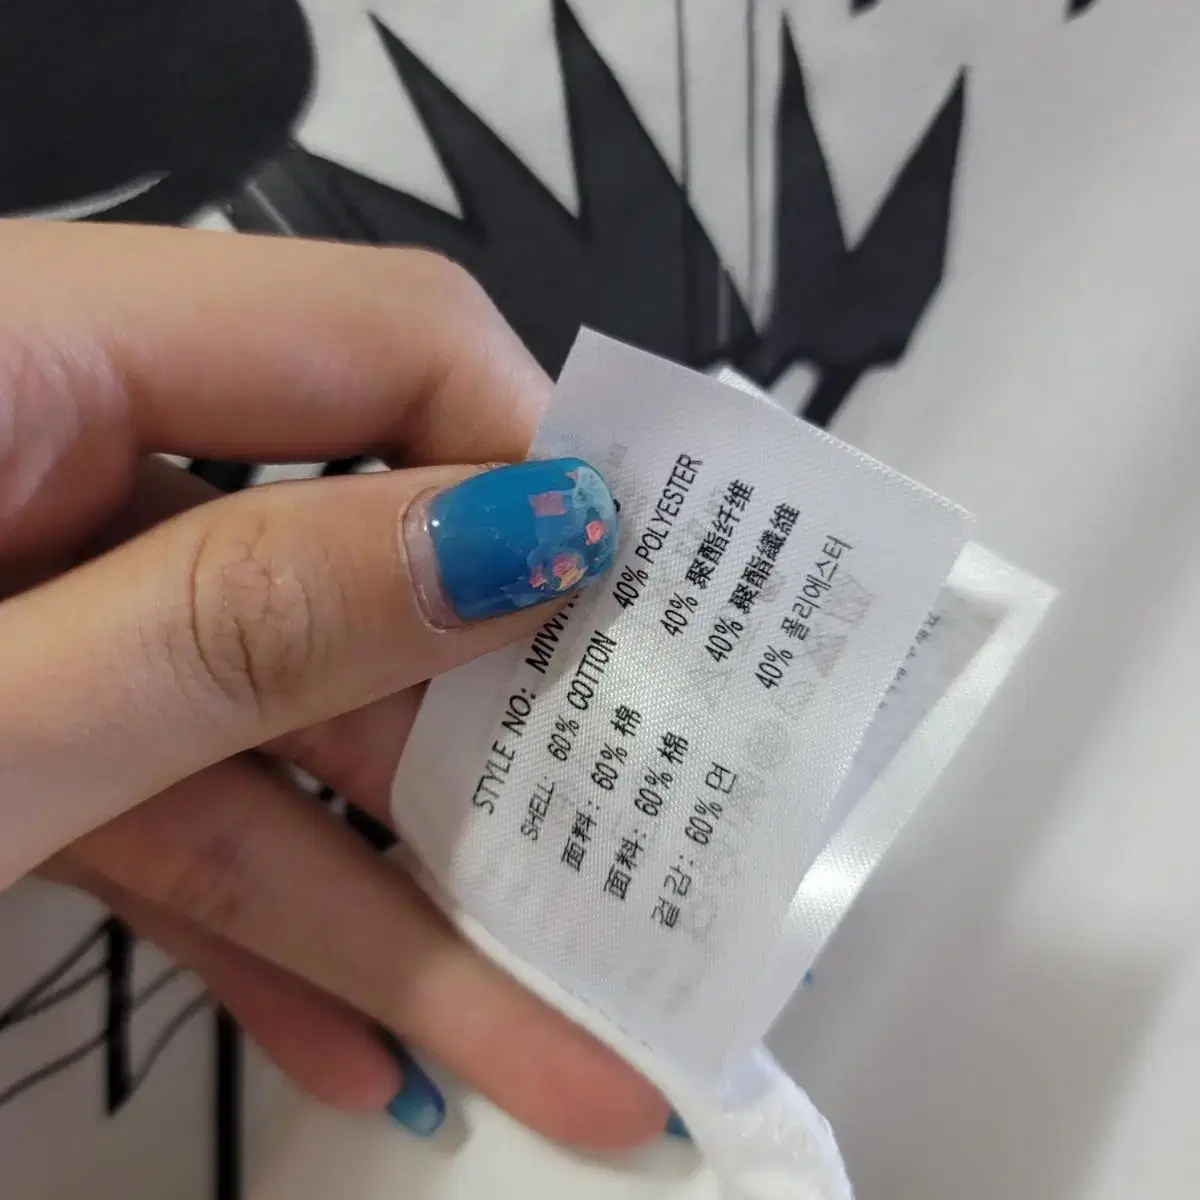 STYLE NO:
SHELL: 60% COTTON 40% POLYESTER
面料: 60% 棉 40% 聚酯纤维
面料: 60% 棉 40% 聚酯纖維
겉감: 60% 면 40% 폴리에스터